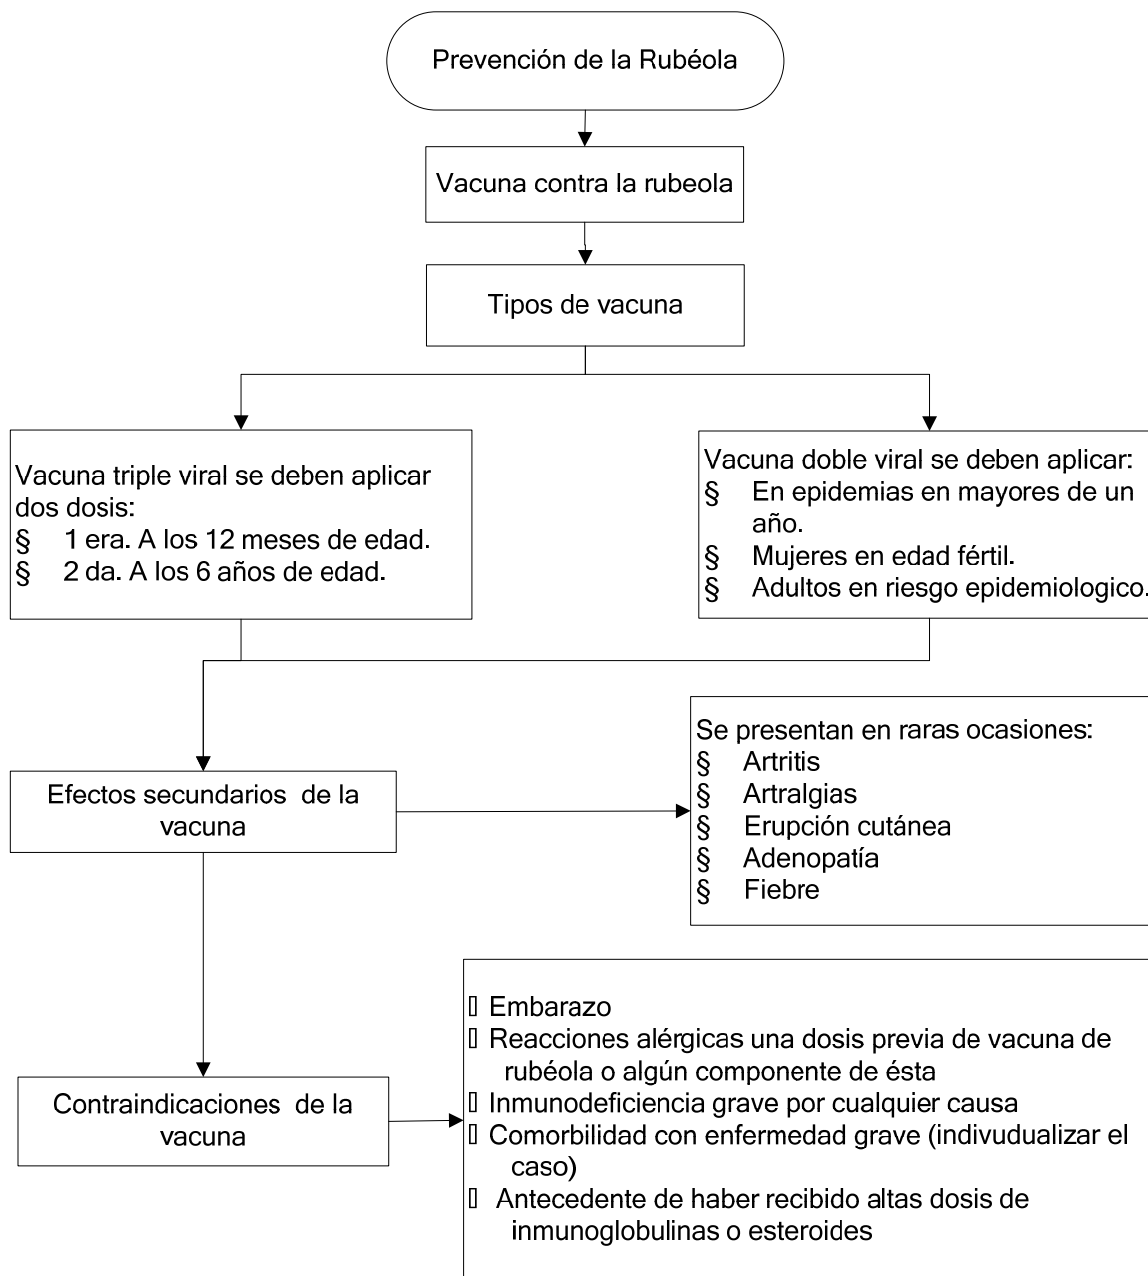 Prevención de la Rubéola
Vacuna contra la rubeola
Tipos de vacuna
Vacuna triple viral se deben aplicar
dos dosis:
§ 1 era. A los 12 meses de edad.
§ 2 da. A los 6 años de edad.
Vacuna doble viral se deben aplicar:
§ En epidemias en mayores de un
año.
§ Mujeres en edad fértil.
§ Adultos en riesgo epidemiologico.
Efectos secundarios de la
vacuna
Se presentan en raras ocasiones:
§ Artritis
§ Artralgias
§ Erupción cutánea
§ Adenopatía
§ Fiebre
Contraindicaciones de la
vacuna
▯ Embarazo
▯ Reacciones alérgicas una dosis previa de vacuna de
rubéola o algún componente de ésta
▯ Inmunodeficiencia grave por cualquier causa
▯ Comorbilidad con enfermedad grave (indivudualizar el
caso)
▯ Antecedente de haber recibido altas dosis de
inmunoglobulinas o esteroides